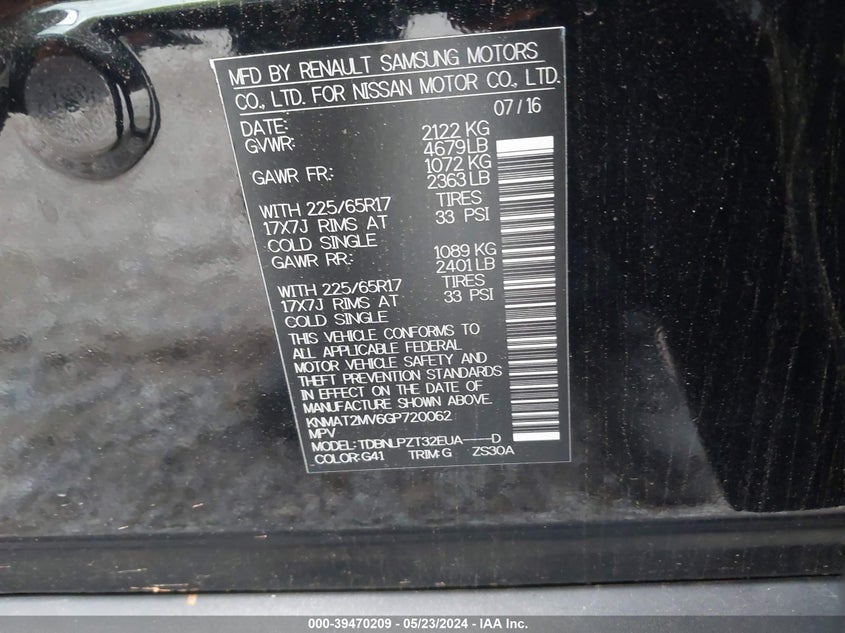 MFD BY RENAULT SAMSUNG MOTORS
CO., LTD. FOR NISSAN MOTOR CO., LTD.
07/16
DATE:
GVWR: 2122 KG
4679LB
GAWR FR: 1072 KG
2363 LB
WITH 225/65R17 TIRES
17X7J RIMS AT 33 PSI
COLD SINGLE
GAWR RR: 1089 KG
2401 LB
WITH 225/65R17 TIRES
17X7J RIMS AT 33 PSI
COLD SINGLE
THIS VEHICLE CONFORMS TO
ALL APPLICABLE FEDERAL
MOTOR VEHICLE SAFETY AND
THEFT PREVENTION STANDARDS
IN EFFECT ON THE DATE OF
MANUFACTURE SHOWN ABOVE.
KNMAT2MV6GP720062
MPV
MODEL: TDBNLPZT32EUA----D
COLOR:G41 TRIM:G ZS30A
000-39470209 - 05/23/2024 - IAA Inc.